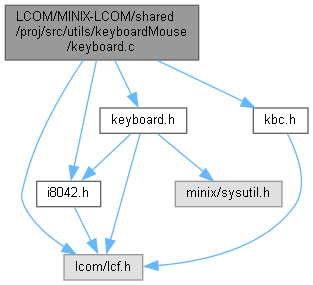 LCOM/MINIX-LCOM/shared
/proj/src/utils/keyboardMouse
/keyboard.c
keyboard.h
kbc.h
i8042.h
minix/sysutil.h
lcom/lcf.h